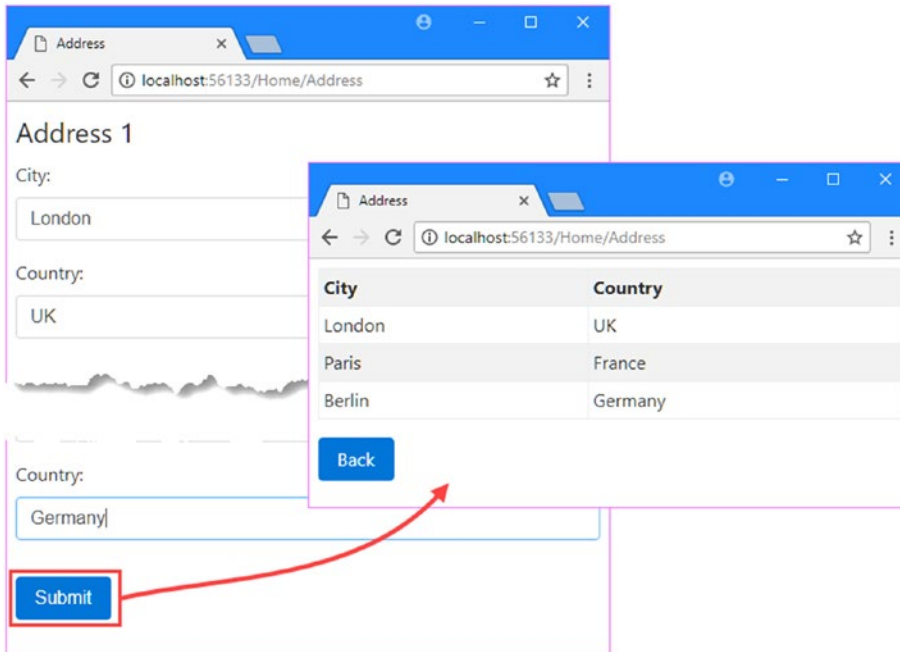 Address
localhost:56133/Home/Address
Address 1
City:
London
Country:
UK
Country:
Germany
Submit
Address
localhost:56133/Home/Address
City Country
London UK
Paris France
Berlin Germany
Back